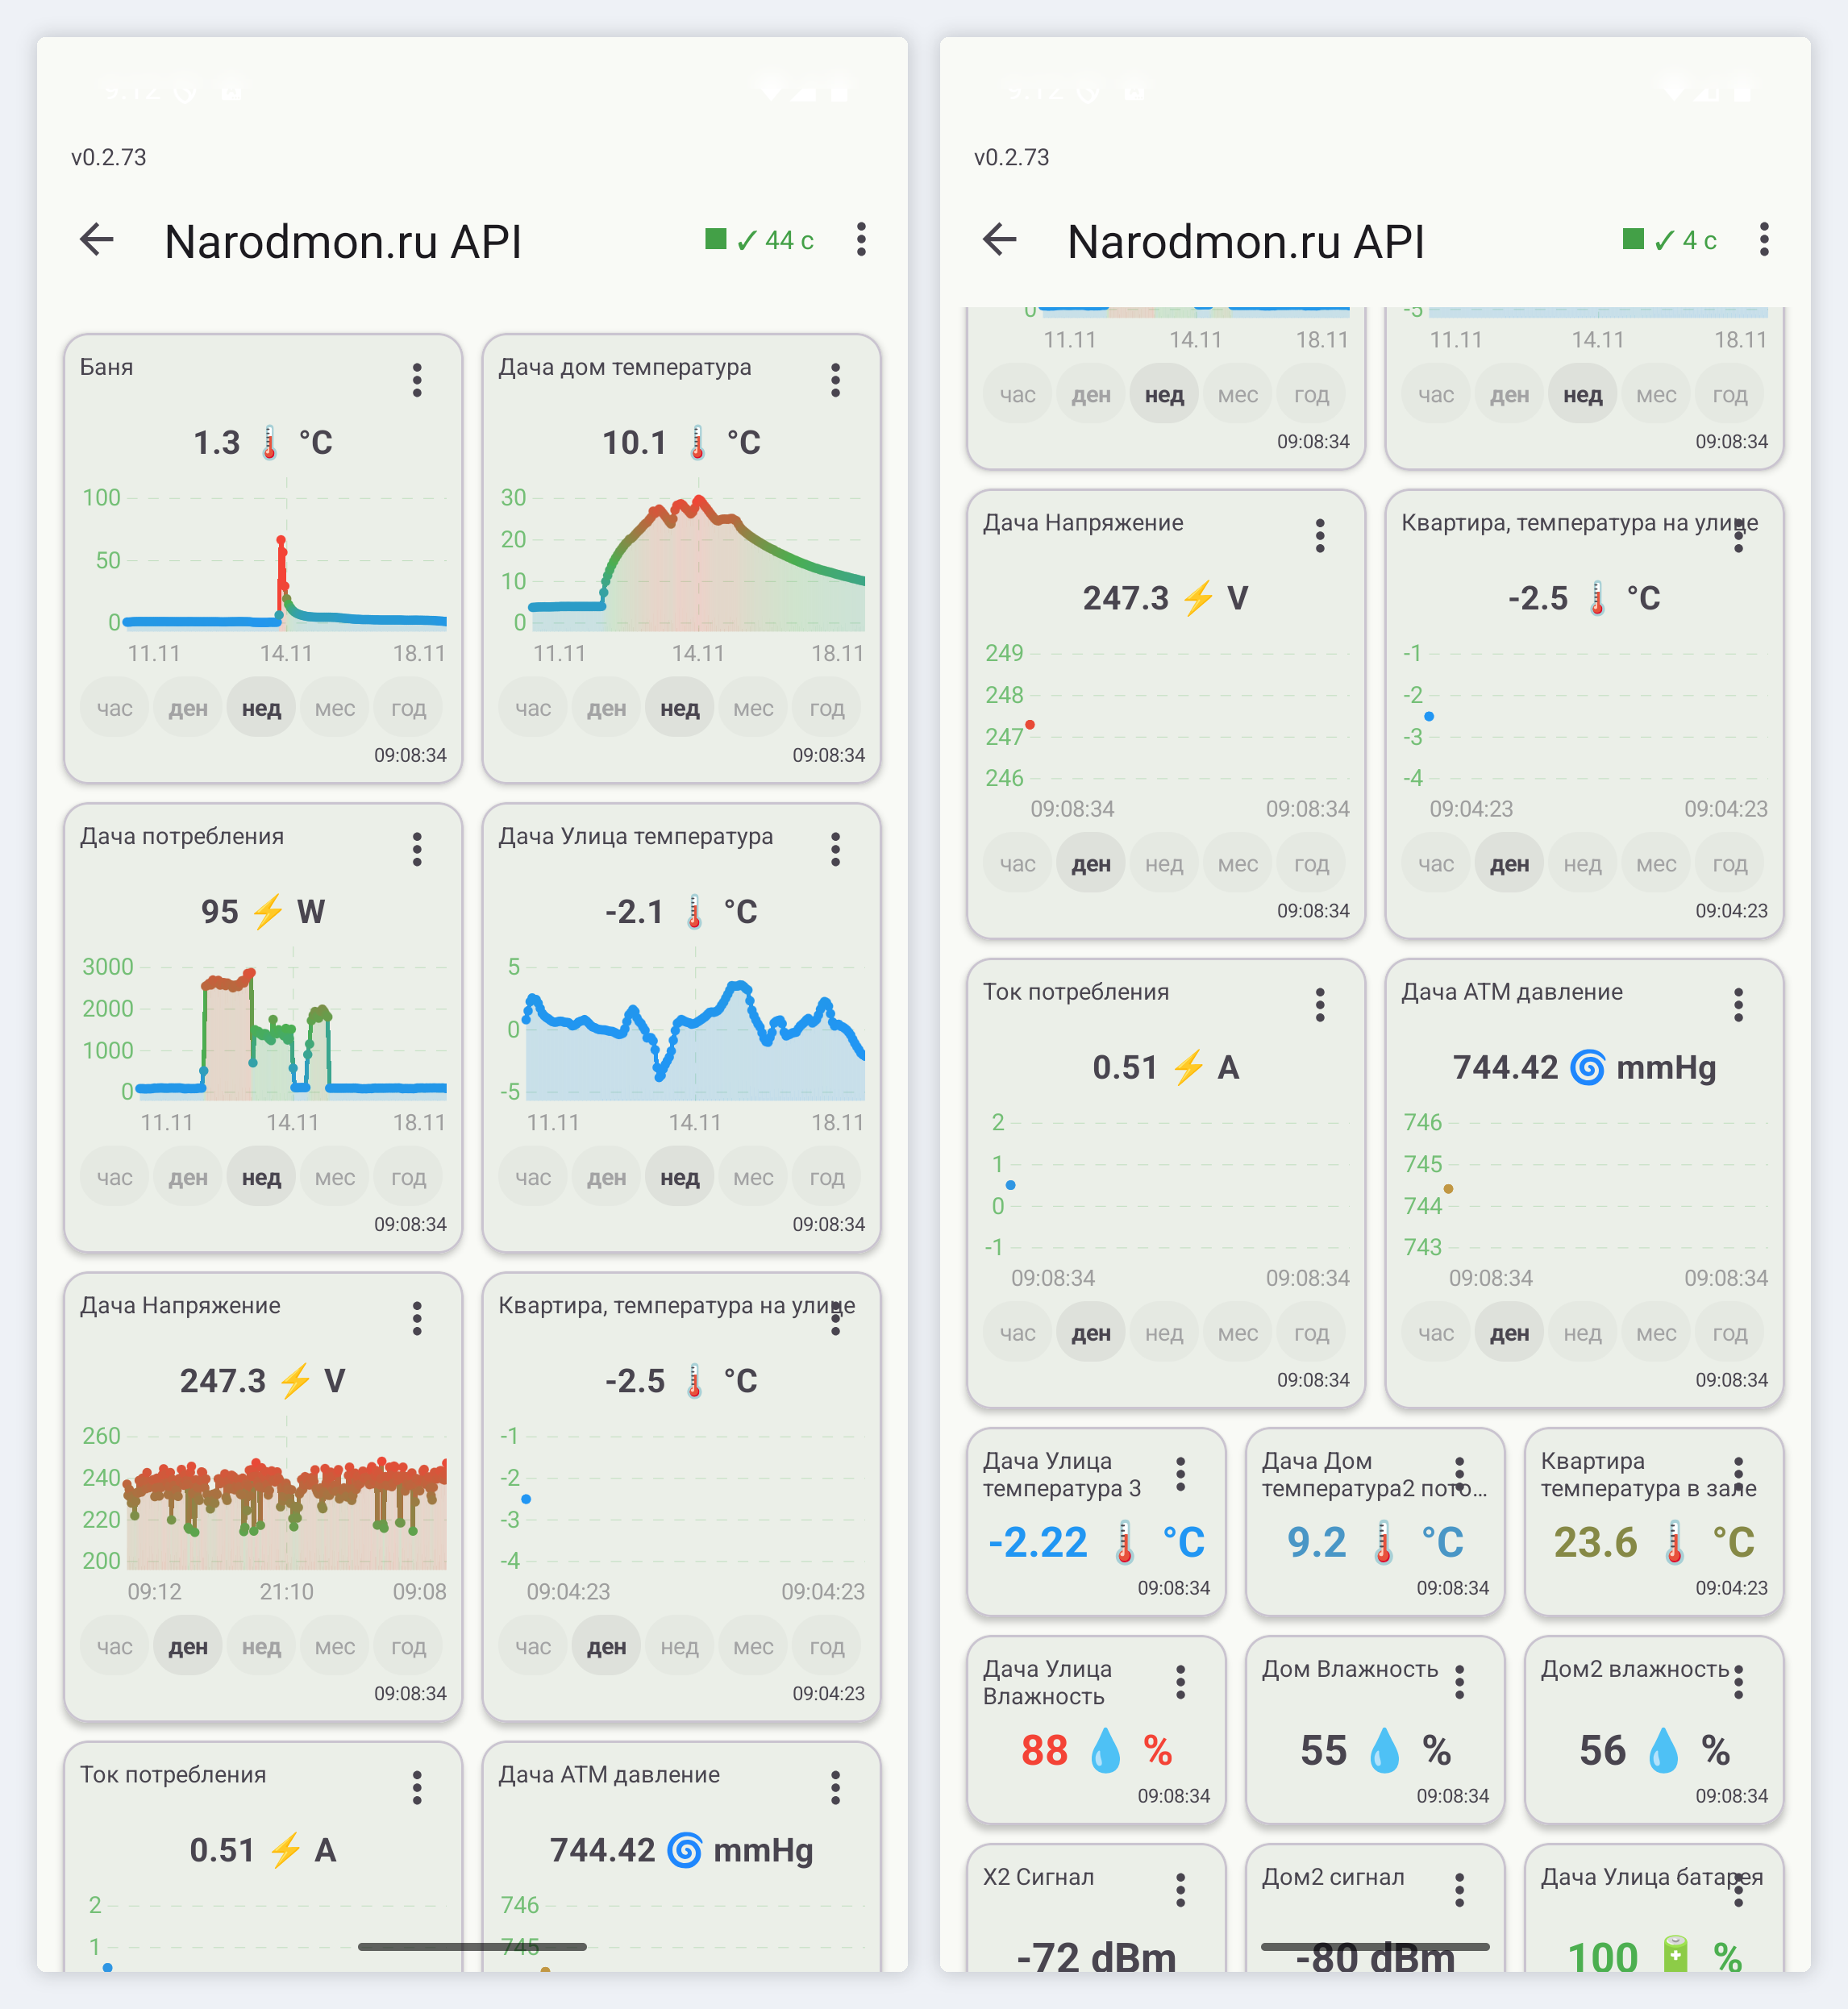 9:12
v0.2.73
Narodmon.ru API
✓ 44 с
Баня
1.3 °C
100
50
0
11.11 14.11 18.11
час ден нед мес год
09:08:34
Дача дом температура
10.1 °C
30
20
10
0
11.11 14.11 18.11
час ден нед мес год
09:08:34
Дача потребления
95 W
3000
2000
1000
0
11.11 14.11 18.11
час ден нед мес год
09:08:34
Дача Улица температура
-2.1 °C
5
0
-5
11.11 14.11 18.11
час ден нед мес год
09:08:34
Дача Напряжение
247.3 V
260
240
220
200
09:12 21:10 09:08
час ден нед мес год
09:08:34
Квартира, температура на улице
-2.5 °C
-1
-2
-3
-4
09:04:23 09:04:23
час ден нед мес год
09:04:23
Ток потребления
0.51 A
2
1
Дача АТМ давление
744.42 mmHg
746
745
9:12
v0.2.73
Narodmon.ru API
✓ 4 с
0
11.11 14.11 18.11
час ден нед мес год
09:08:34
-5
11.11 14.11 18.11
час ден нед мес год
09:08:34
Дача Напряжение
247.3 V
249
248
247
246
09:08:34 09:08:34
час ден нед мес год
09:08:34
Квартира, температура на улице
-2.5 °C
-1
-2
-3
-4
09:04:23 09:04:23
час ден нед мес год
09:04:23
Ток потребления
0.51 A
2
1
0
-1
09:08:34 09:08:34
час ден нед мес год
09:08:34
Дача АТМ давление
744.42 mmHg
746
745
744
743
09:08:34 09:08:34
час ден нед мес год
09:08:34
Дача Улица
температура 3
-2.22 °C
09:08:34
Дача Дом
температура2 пото...
9.2 °C
09:08:34
Квартира
температура в зале
23.6 °C
09:04:23
Дача Улица
Влажность
88 %
09:08:34
Дом Влажность
55 %
09:08:34
Дом2 влажность
56 %
09:08:34
X2 Сигнал
-72 dBm
Дом2 сигнал
-80 dBm
Дача Улица батарея
100 %